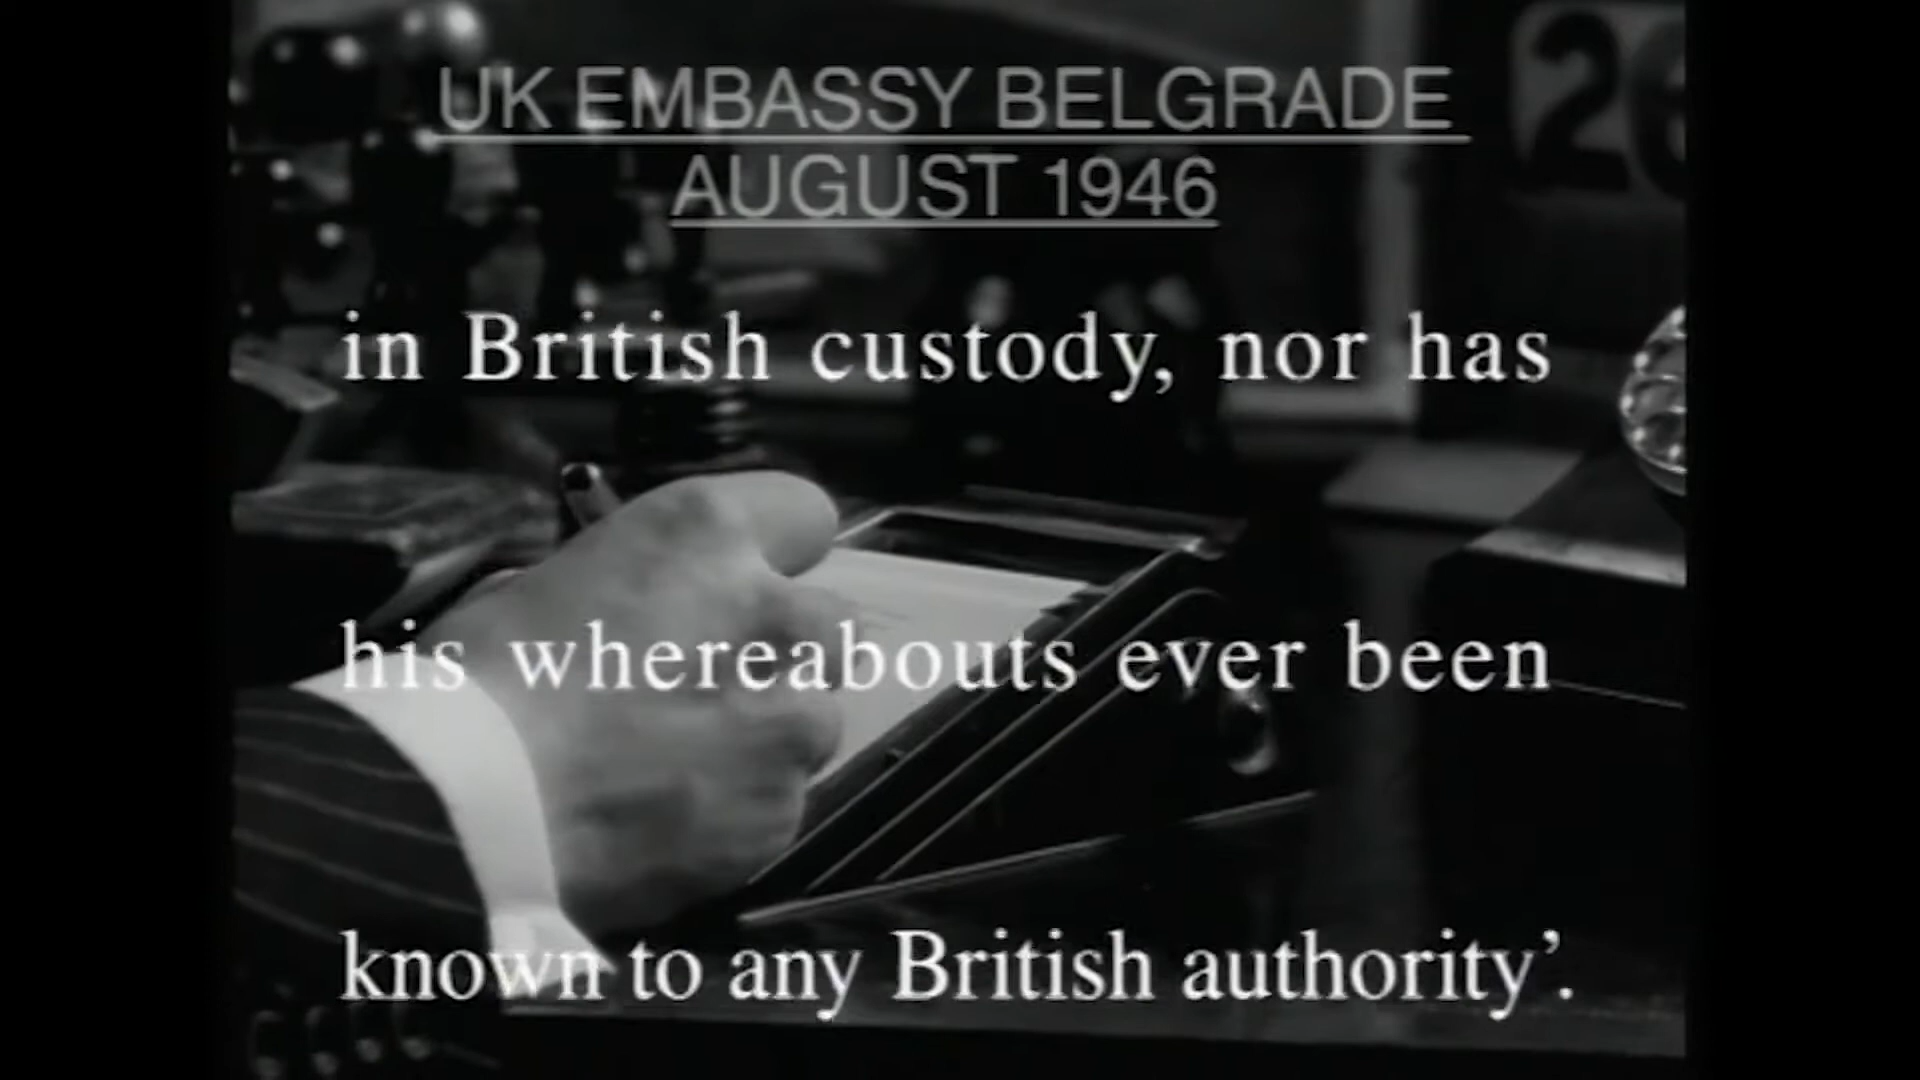 UK EMBASSY BELGRADE
AUGUST 1946
26
in British custody, nor has
his whereabouts ever been
known to any British authority’.